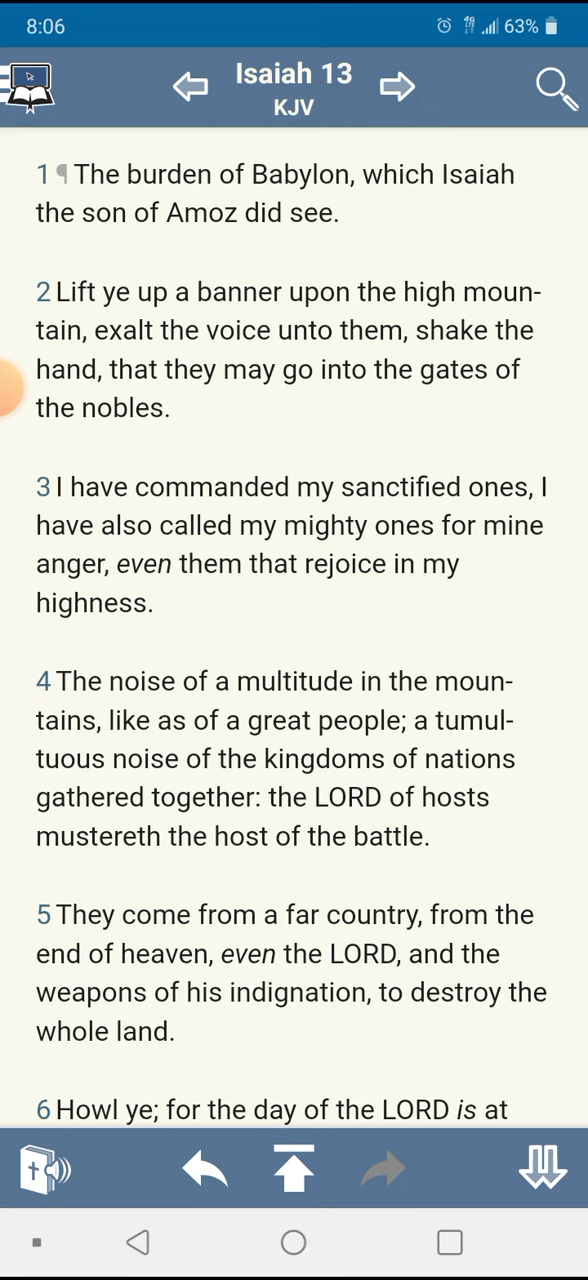 8:06
4G
63%
Isaiah 13
KJV
1 ¶ The burden of Babylon, which Isaiah
the son of Amoz did see.
2 Lift ye up a banner upon the high moun-
tain, exalt the voice unto them, shake the
hand, that they may go into the gates of
the nobles.
3 I have commanded my sanctified ones, I
have also called my mighty ones for mine
anger, even them that rejoice in my
highness.
4 The noise of a multitude in the moun-
tains, like as of a great people; a tumul-
tuous noise of the kingdoms of nations
gathered together: the LORD of hosts
mustereth the host of the battle.
5 They come from a far country, from the
end of heaven, even the LORD, and the
weapons of his indignation, to destroy the
whole land.
6 Howl ye; for the day of the LORD is at